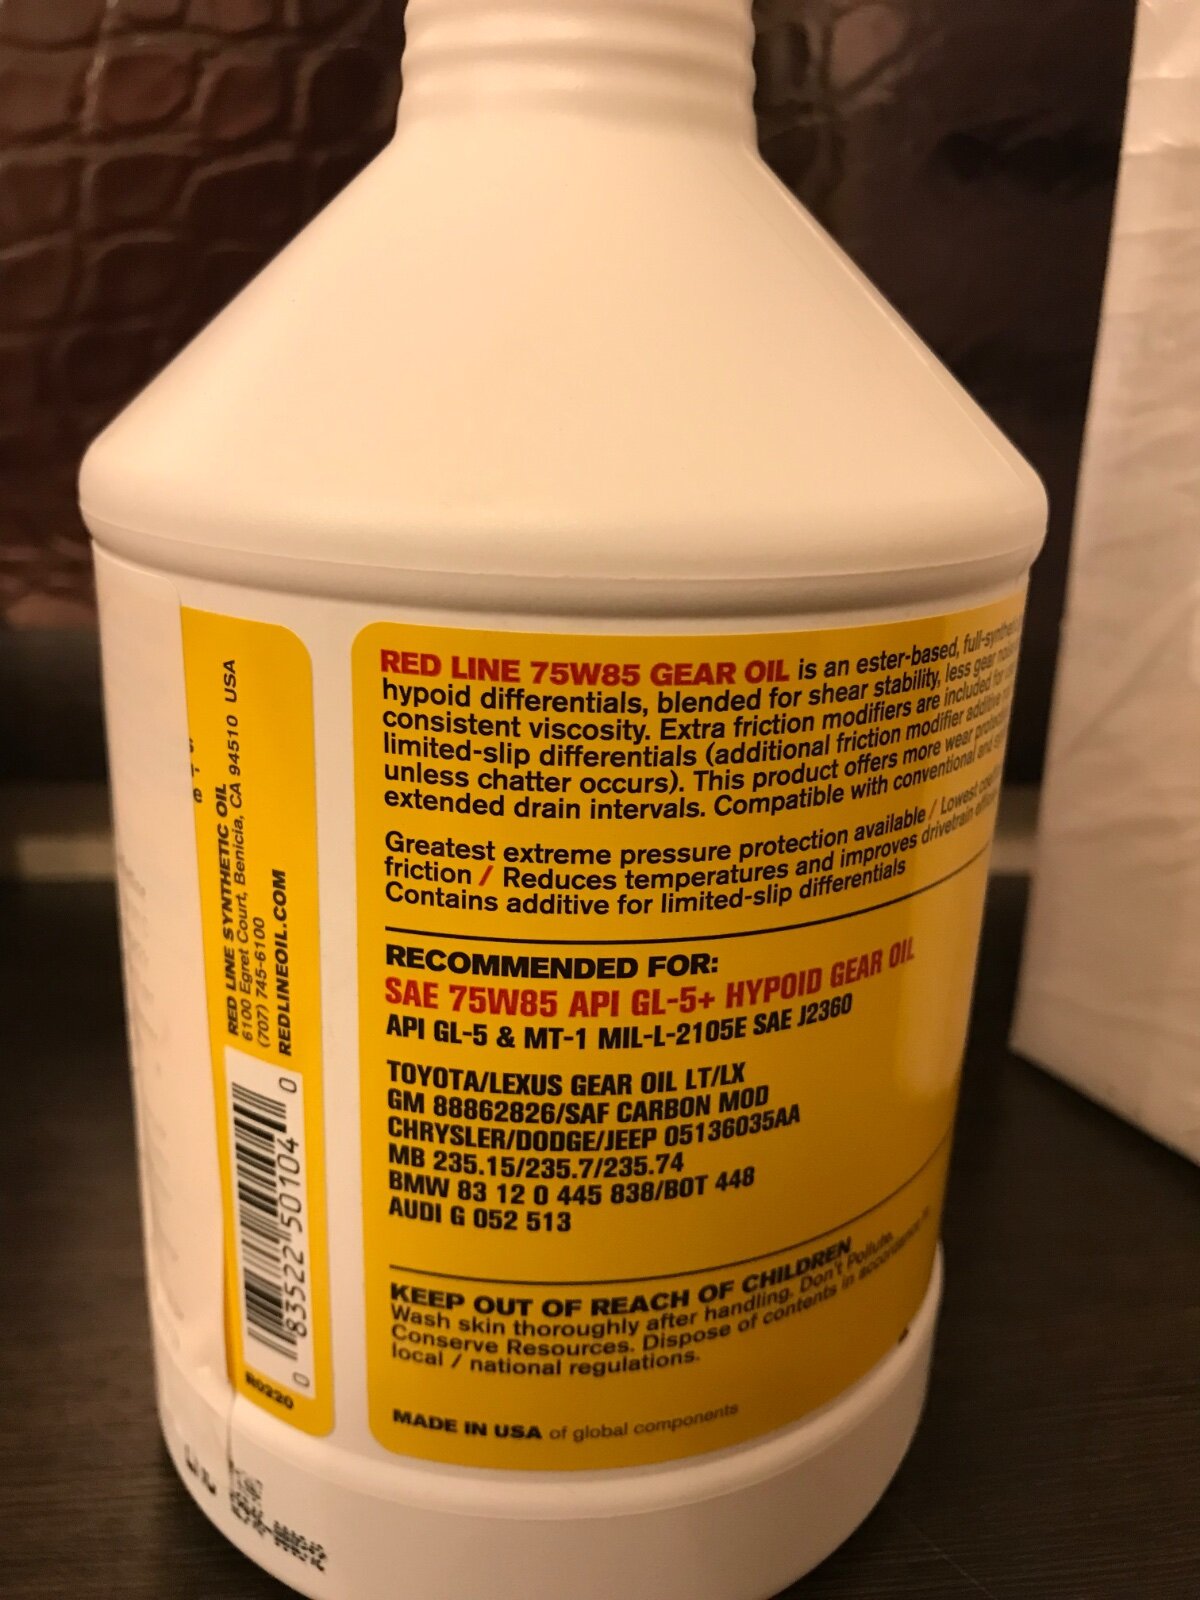 RED LINE SYNTHETIC OIL
6100 Egret Court, Benicia, CA 94510 USA
(707) 745-6100
REDLINEOIL.COM
0 83522 50104 0
R0220
RED LINE 75W85 GEAR OIL is an ester-based,
hypoid differentials, blended for shear stability, less gear
consistent viscosity. Extra friction modifiers are included for
limited-slip differentials (additional friction modifier additive
unless chatter occurs). This product offers more wear
extended drain intervals. Compatible with conventional and
Greatest extreme pressure protection available / Lowest
friction / Reduces temperatures and improves drivetrain
Contains additive for limited-slip differentials
RECOMMENDED FOR:
SAE 75W85 API GL-5+ HYPOID GEAR OIL
API GL-5 & MT-1 MIL-L-2105E SAE J2360
TOYOTA/LEXUS GEAR OIL LT/LX
GM 88862826/SAF CARBON MOD
CHRYSLER/DODGE/JEEP 05136035AA
MB 235.15/235.7/235.74
BMW 83 12 0 445 838/BOT 448
AUDI G 052 513
KEEP OUT OF REACH OF CHILDREN
Wash skin thoroughly after handling. Don't Pollute.
Conserve Resources. Dispose of contents in accordance
local / national regulations.
MADE IN USA of global components